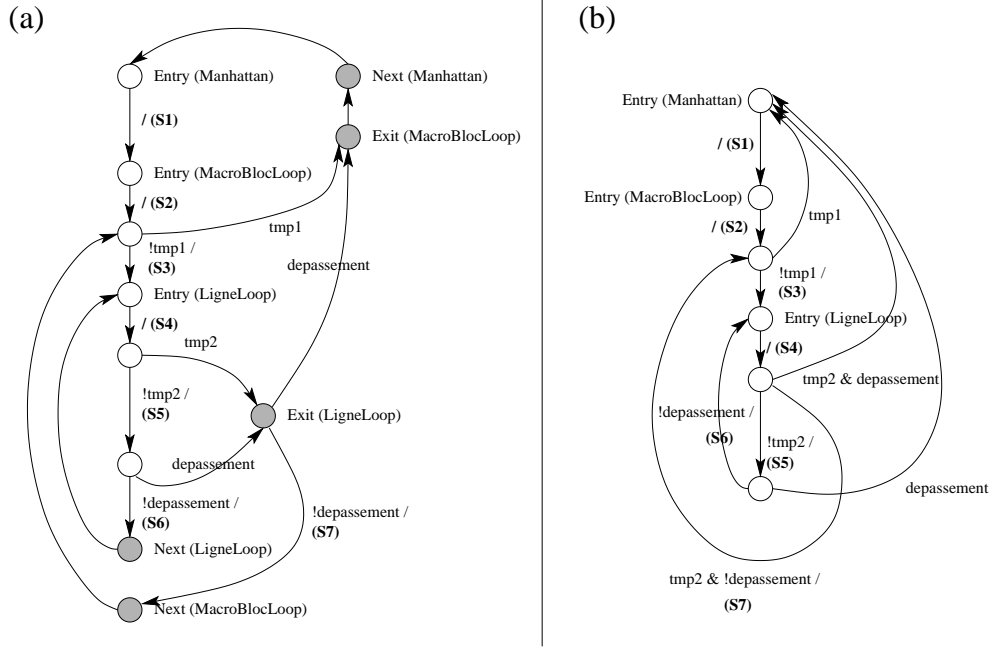 (a)
Entry (Manhattan)
Next (Manhattan)
/ (S1)
Exit (MacroBlocLoop)
Entry (MacroBlocLoop)
/ (S2)
tmp1
!tmp1 /
(S3)
depassement
Entry (LigneLoop)
/ (S4)
tmp2
!tmp2 /
(S5)
Exit (LigneLoop)
depassement
!depassement /
(S6)
!depassement /
(S7)
Next (LigneLoop)
Next (MacroBlocLoop)
(b)
Entry (Manhattan)
/ (S1)
Entry (MacroBlocLoop)
/ (S2)
tmp1
!tmp1 /
(S3)
Entry (LigneLoop)
/ (S4)
tmp2 & depassement
!depassement /
(S6)
!tmp2 /
(S5)
depassement
tmp2 & !depassement /
(S7)